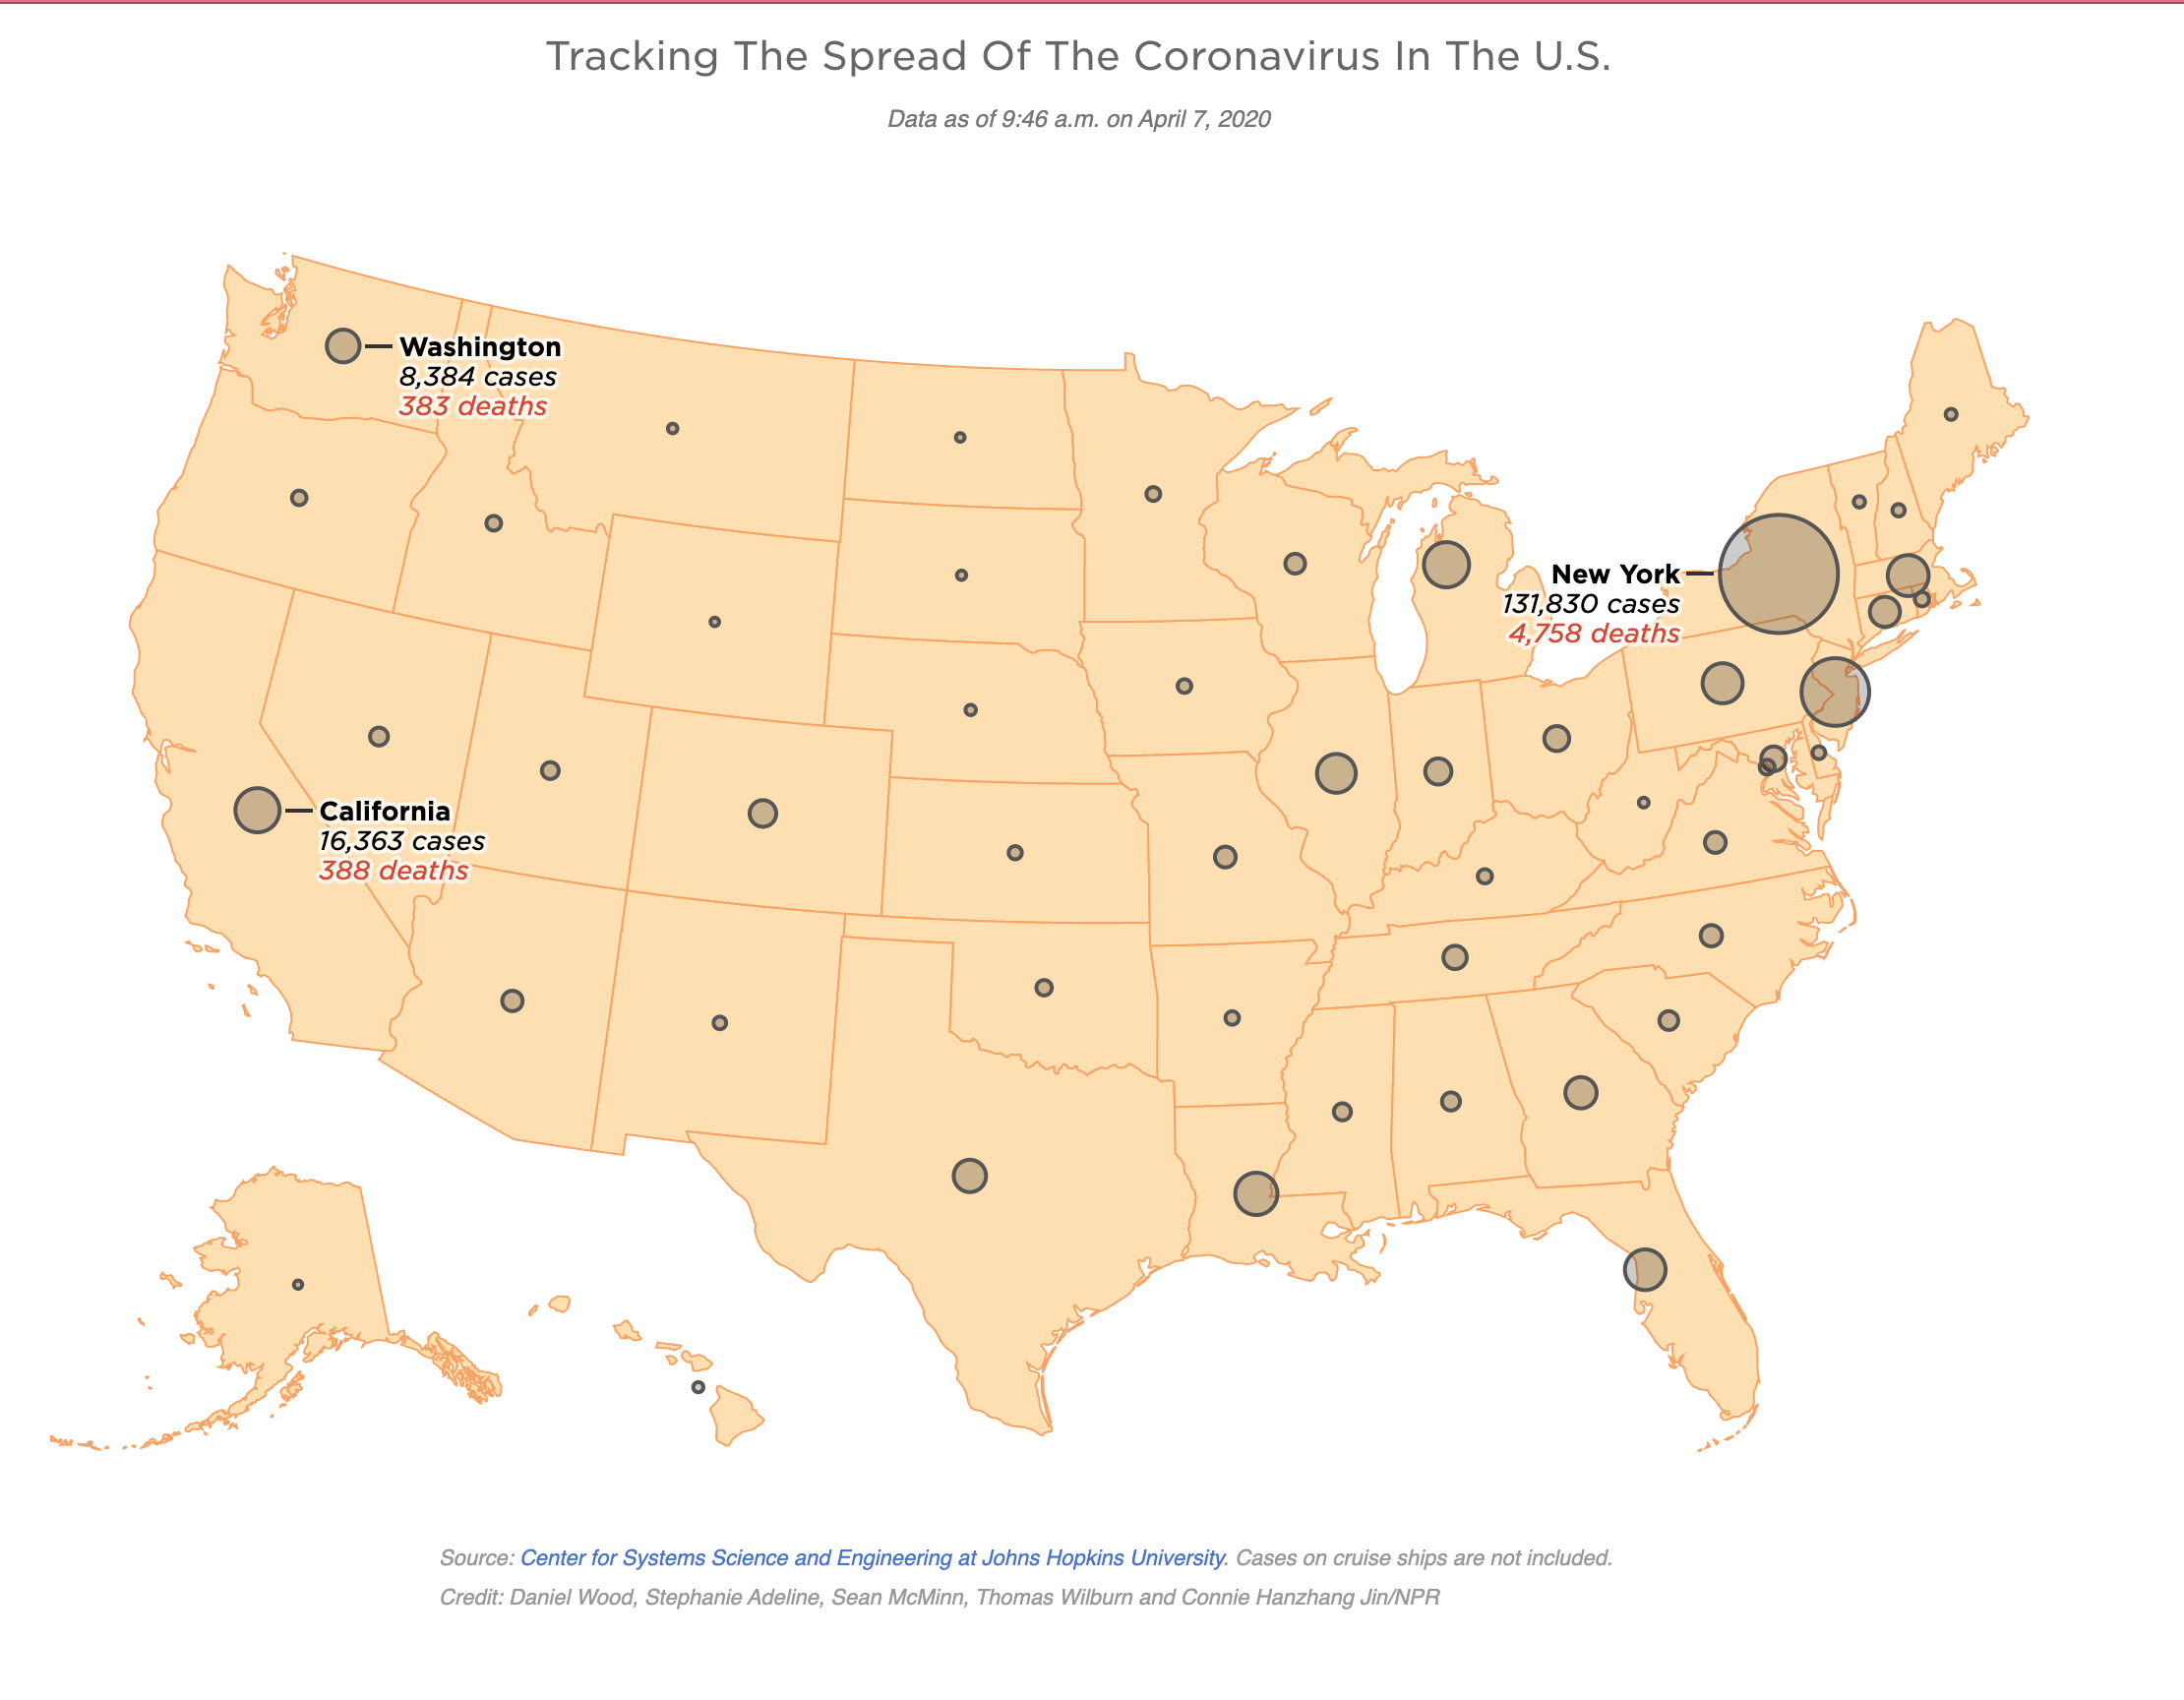 Tracking The Spread Of The Coronavirus In The U.S.
Data as of 9:46 a.m. on April 7, 2020
Washington
8,384 cases
383 deaths
New York
131,830 cases
4,758 deaths
California
16,363 cases
388 deaths
Source: Center for Systems Science and Engineering at Johns Hopkins University. Cases on cruise ships are not included.
Credit: Daniel Wood, Stephanie Adeline, Sean McMinn, Thomas Wilburn and Connie Hanzhang Jin/NPR